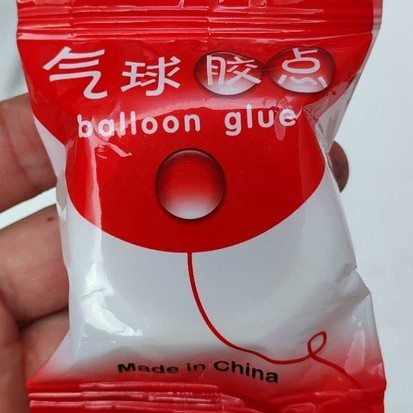 气球胶点
balloon glue
Made in China